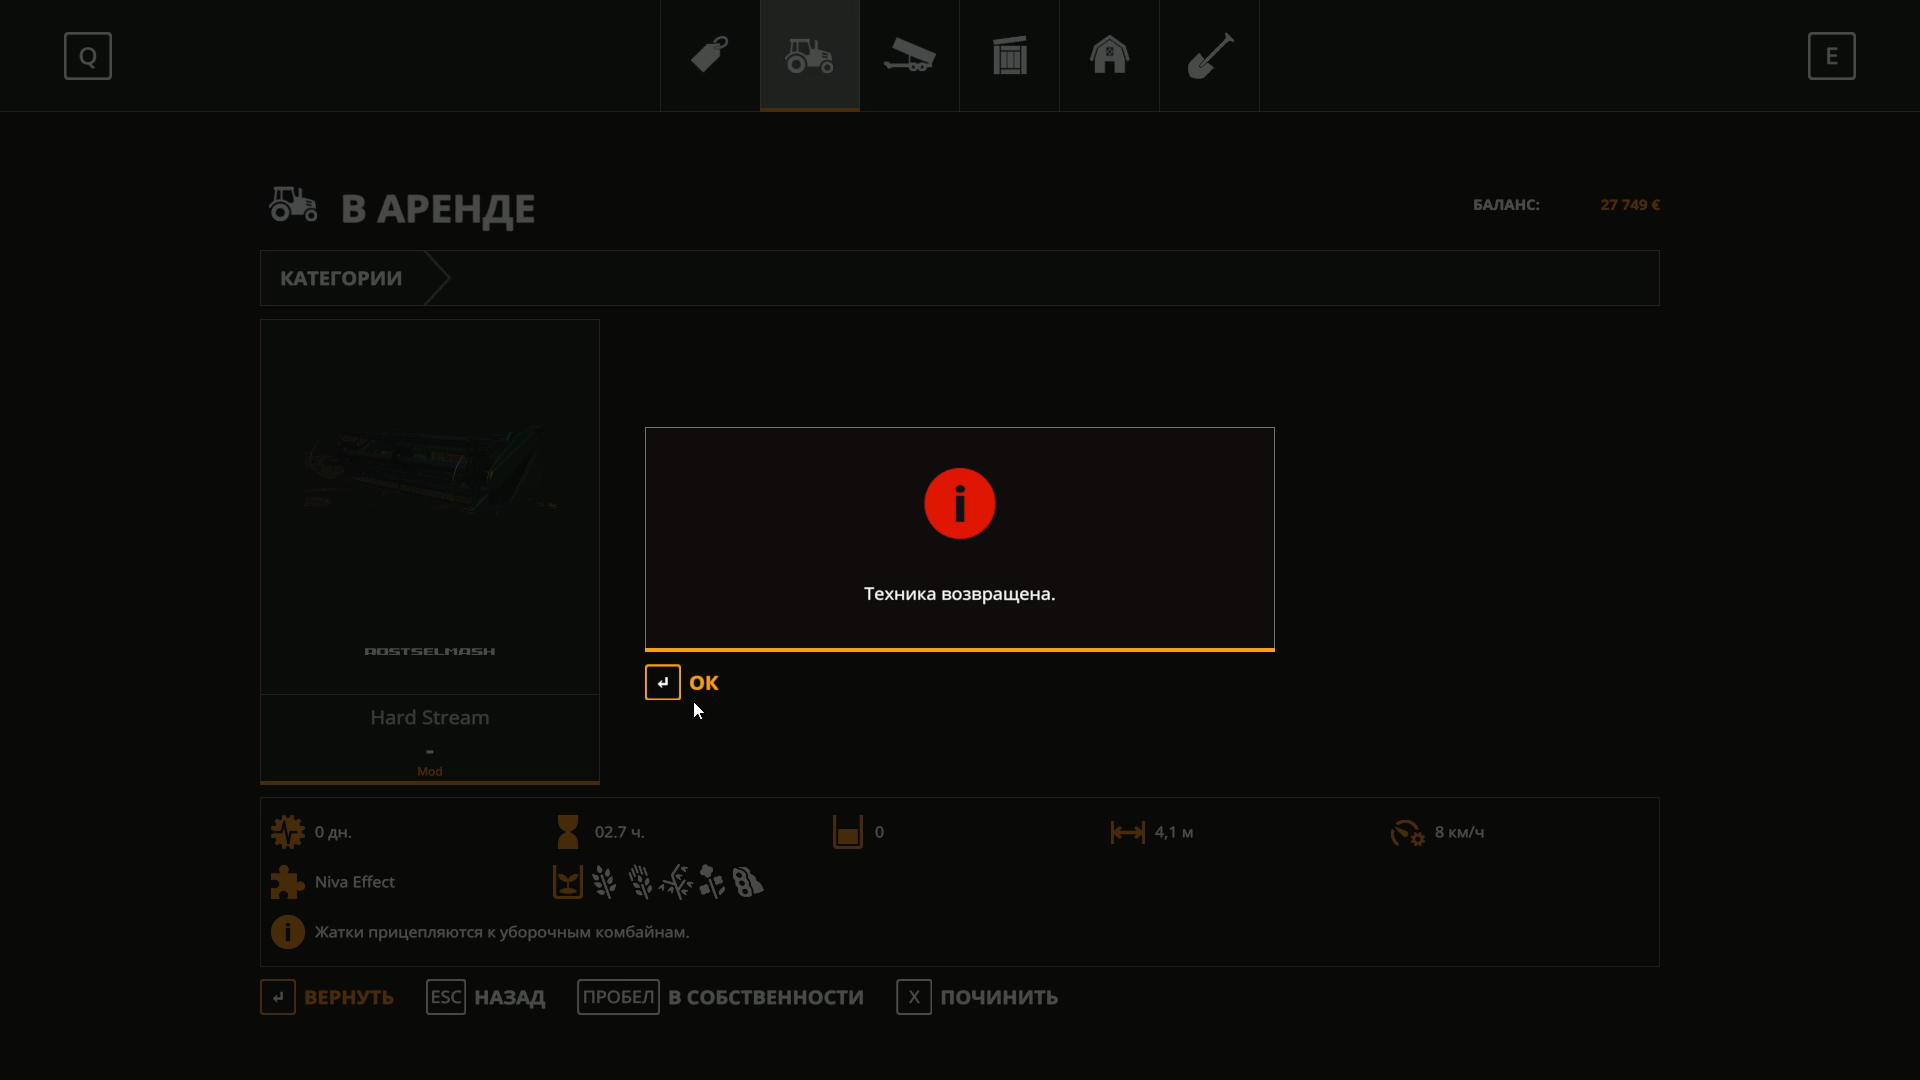 Q
E
В АРЕНДЕ
БАЛАНС: 27 749 €
КАТЕГОРИИ
ROSTSELMASH
Hard Stream
-
Mod
i
Техника возвращена.
↵ ОК
0 дн. 02.7 ч. 0 4,1 м 8 км/ч
Niva Effect
i Жатки прицепляются к уборочным комбайнам.
↵ ВЕРНУТЬ ESC НАЗАД ПРОБЕЛ В СОБСТВЕННОСТИ X ПОЧИНИТЬ